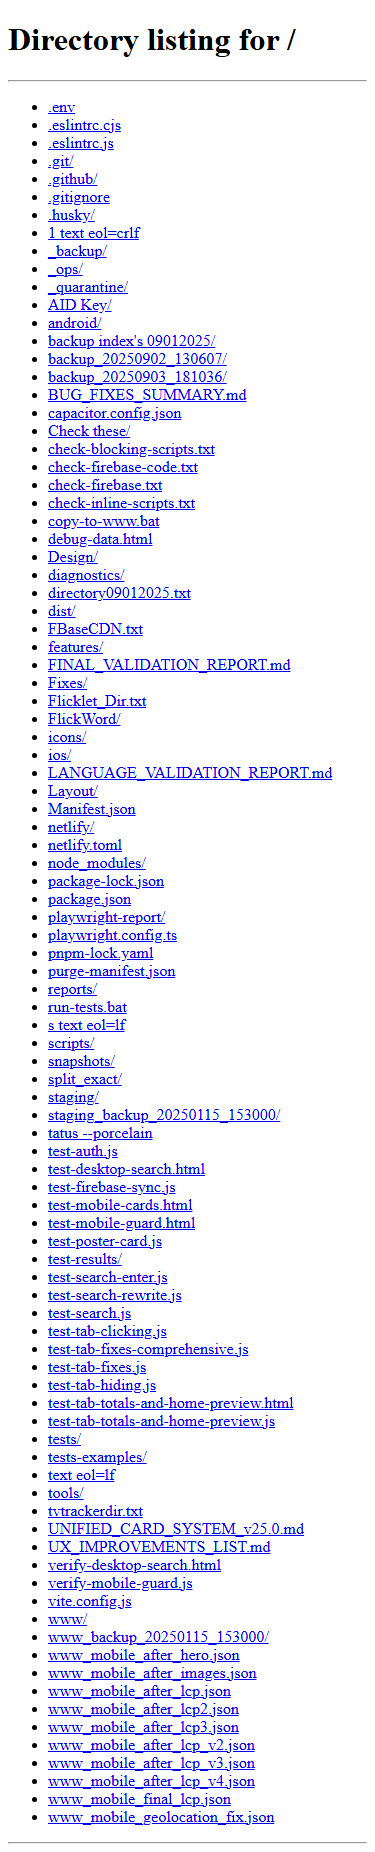 Directory listing for /
.env
.eslintrc.cjs
.eslintrc.js
.git/
.github/
.gitignore
.husky/
1 text eol=crlf
_backup/
_ops/
_quarantine/
AID Key/
android/
backup index's 09012025/
backup_20250902_130607/
backup_20250903_181036/
BUG_FIXES_SUMMARY.md
capacitor.config.json
Check these/
check-blocking-scripts.txt
check-firebase-code.txt
check-firebase.txt
check-inline-scripts.txt
copy-to-www.bat
debug-data.html
Design/
diagnostics/
directory09012025.txt
dist/
FBaseCDN.txt
features/
FINAL_VALIDATION_REPORT.md
Fixes/
Flicklet_Dir.txt
FlickWord/
icons/
ios/
LANGUAGE_VALIDATION_REPORT.md
Layout/
Manifest.json
netlify/
netlify.toml
node_modules/
package-lock.json
package.json
playwright-report/
playwright.config.ts
pnpm-lock.yaml
purge-manifest.json
reports/
run-tests.bat
s text eol=lf
scripts/
snapshots/
split_exact/
staging/
staging_backup_20250115_153000/
tatus --porcelain
test-auth.js
test-desktop-search.html
test-firebase-sync.js
test-mobile-cards.html
test-mobile-guard.html
test-poster-card.js
test-results/
test-search-enter.js
test-search-rewrite.js
test-search.js
test-tab-clicking.js
test-tab-fixes-comprehensive.js
test-tab-fixes.js
test-tab-hiding.js
test-tab-totals-and-home-preview.html
test-tab-totals-and-home-preview.js
tests/
tests-examples/
text eol=lf
tools/
tvtrackerdir.txt
UNIFIED_CARD_SYSTEM_v25.0.md
UX_IMPROVEMENTS_LIST.md
verify-desktop-search.html
verify-mobile-guard.js
vite.config.js
www/
www_backup_20250115_153000/
www_mobile_after_hero.json
www_mobile_after_images.json
www_mobile_after_lcp.json
www_mobile_after_lcp2.json
www_mobile_after_lcp3.json
www_mobile_after_lcp_v2.json
www_mobile_after_lcp_v3.json
www_mobile_after_lcp_v4.json
www_mobile_final_lcp.json
www_mobile_geolocation_fix.json